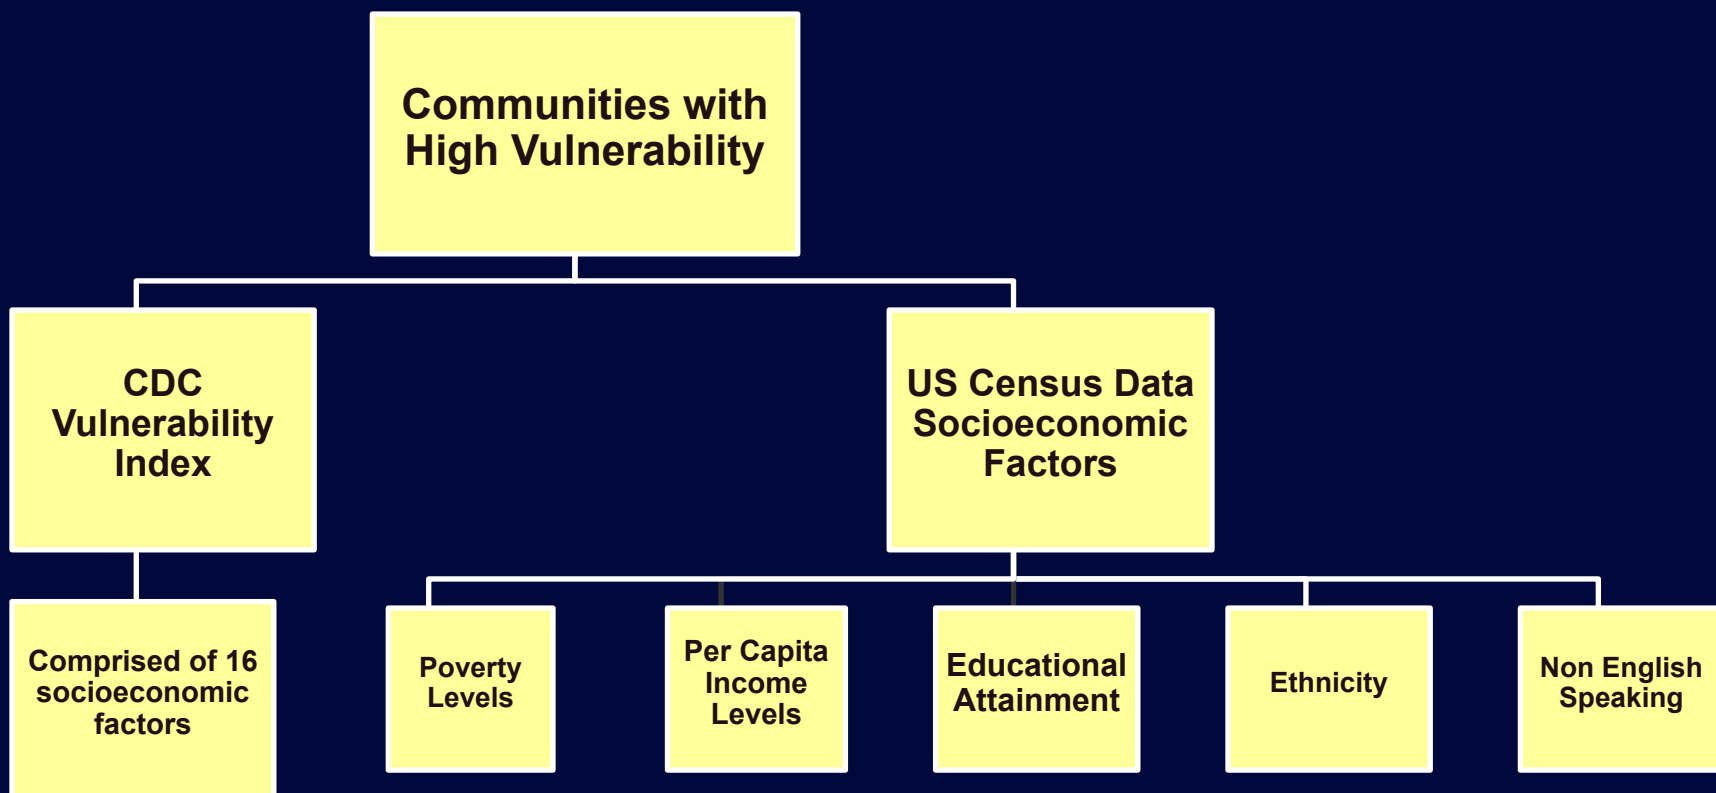 Communities with
High Vulnerability
CDC
Vulnerability
Index
US Census Data
Socioeconomic
Factors
Comprised of 16
socioeconomic
factors
Poverty
Levels
Per Capita
Income
Levels
Educational
Attainment
Ethnicity
Non English
Speaking